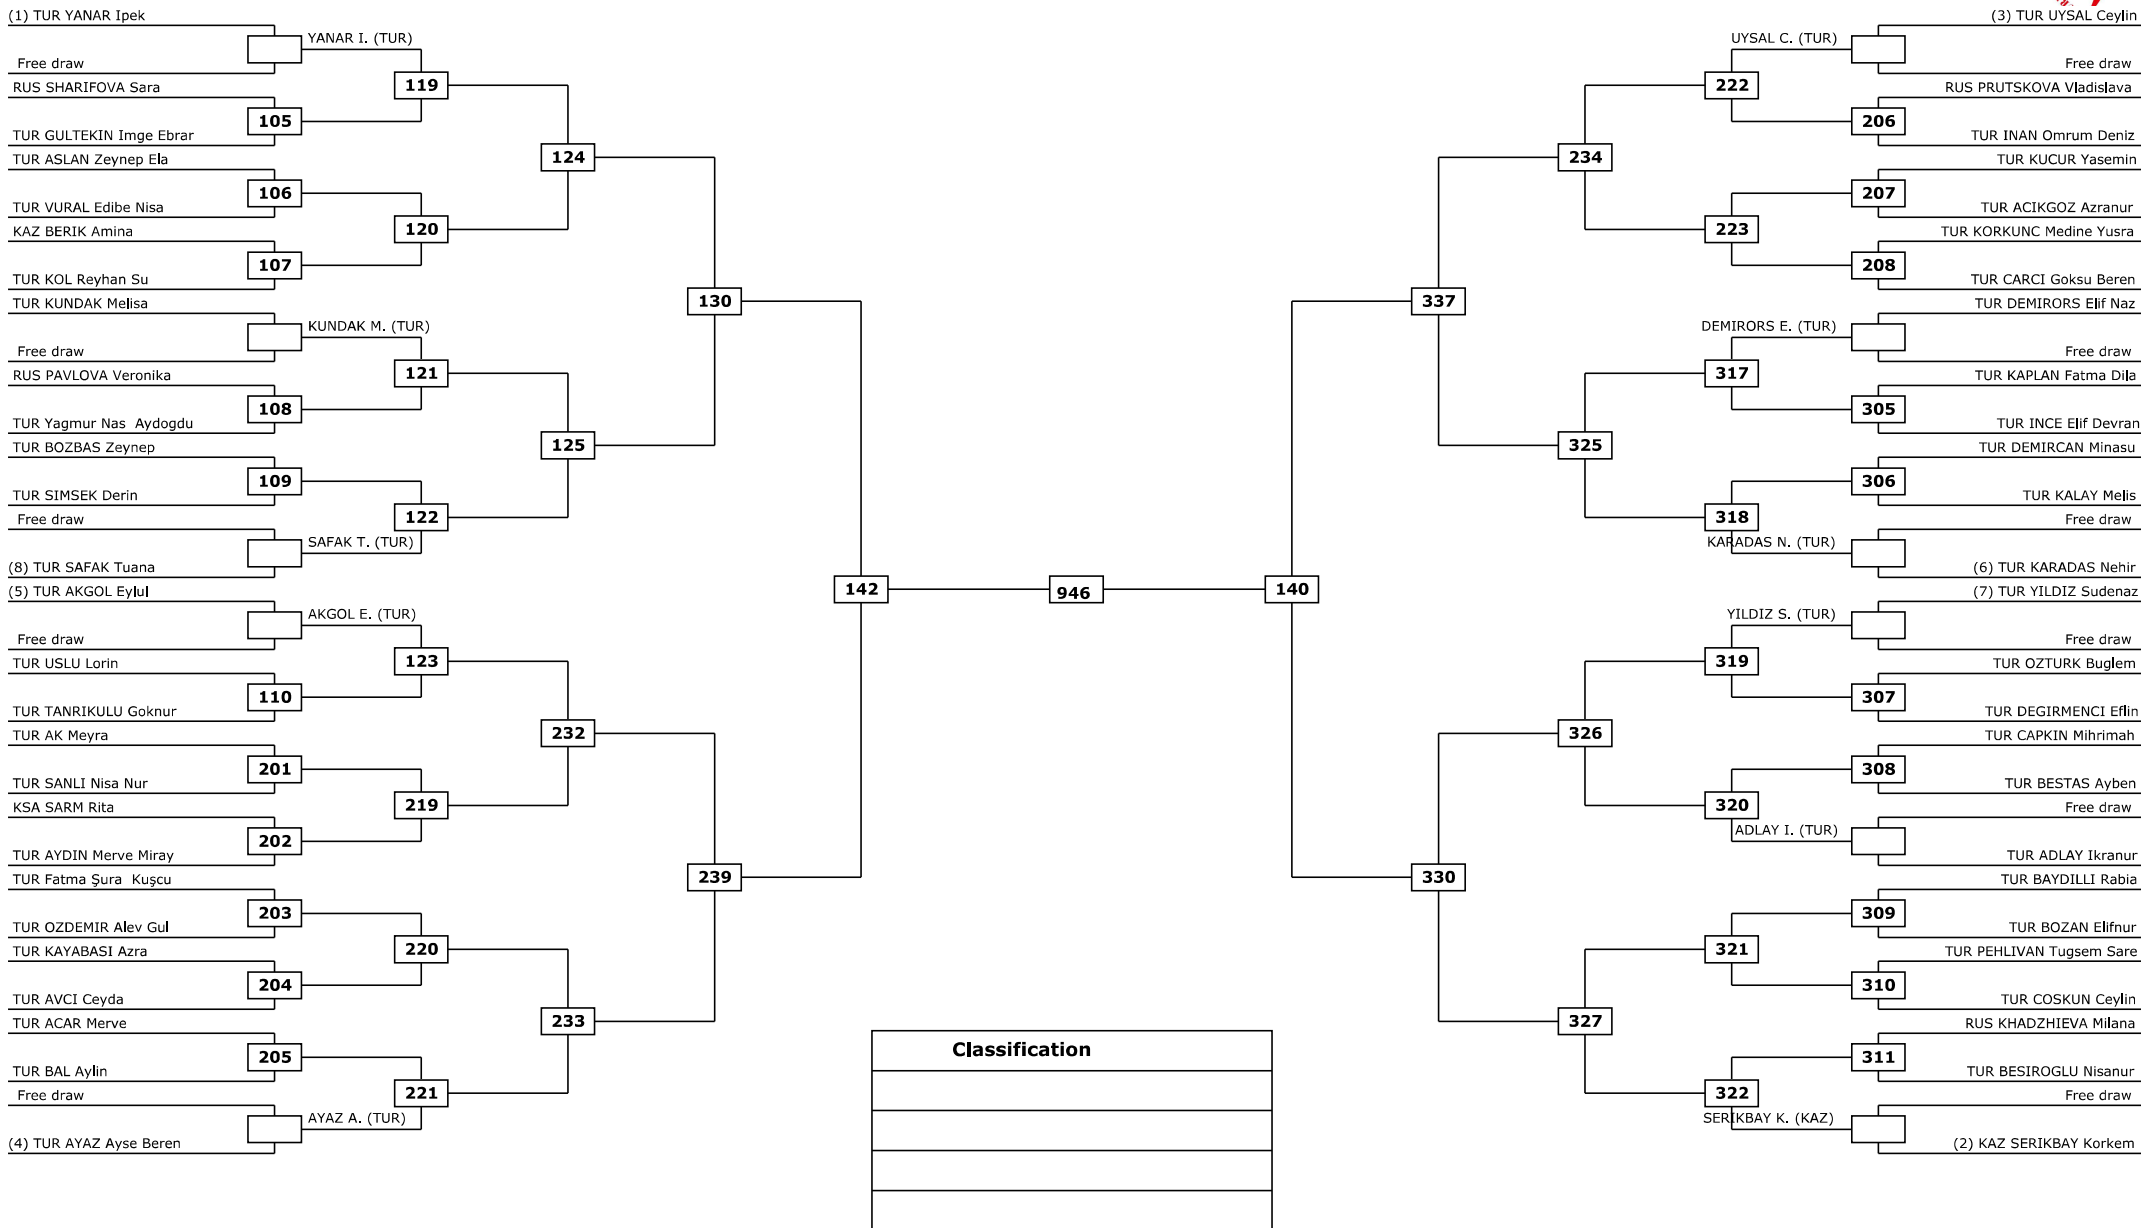 (1) TUR YANAR Ipek
YANAR I. (TUR)
Free draw
119
RUS SHARIFOVA Sara
105
TUR GULTEKIN Imge Ebrar
124
TUR ASLAN Zeynep Ela
106
TUR VURAL Edibe Nisa
120
KAZ BERIK Amina
107
TUR KOL Reyhan Su
130
TUR KUNDAK Melisa
KUNDAK M. (TUR)
Free draw
121
RUS PAVLOVA Veronika
108
TUR Yagmur Nas  Aydogdu
125
TUR BOZBAS Zeynep
109
TUR SIMSEK Derin
122
Free draw
SAFAK T. (TUR)
(8) TUR SAFAK Tuana
142
(5) TUR AKGOL Eylul
AKGOL E. (TUR)
Free draw
123
TUR USLU Lorin
110
TUR TANRIKULU Goknur
232
TUR AK Meyra
201
TUR SANLI Nisa Nur
219
KSA SARM Rita
202
TUR AYDIN Merve Miray
239
TUR Fatma Şura  Kuşcu
203
TUR OZDEMIR Alev Gul
220
TUR KAYABASI Azra
204
TUR AVCI Ceyda
233
TUR ACAR Merve
205
TUR BAL Aylin
221
Free draw
AYAZ A. (TUR)
(4) TUR AYAZ Ayse Beren
946
(3) TUR UYSAL Ceylin
UYSAL C. (TUR)
Free draw
222
RUS PRUTSKOVA Vladislava
206
TUR INAN Omrum Deniz
234
TUR KUCUR Yasemin
207
TUR ACIKGOZ Azranur
223
TUR KORKUNC Medine Yusra
208
TUR CARCI Goksu Beren
337
TUR DEMIRORS Elif Naz
DEMIRORS E. (TUR)
Free draw
317
TUR KAPLAN Fatma Dila
305
TUR INCE Elif Devran
325
TUR DEMIRCAN Minasu
306
TUR KALAY Melis
318
Free draw
KARADAS N. (TUR)
(6) TUR KARADAS Nehir
140
(7) TUR YILDIZ Sudenaz
YILDIZ S. (TUR)
Free draw
319
TUR OZTURK Buglem
307
TUR DEGIRMENCI Eflin
326
TUR CAPKIN Mihrimah
308
TUR BESTAS Ayben
320
Free draw
ADLAY I. (TUR)
TUR ADLAY Ikranur
330
TUR BAYDILLI Rabia
309
TUR BOZAN Elifnur
321
TUR PEHLIVAN Tugsem Sare
310
TUR COSKUN Ceylin
327
RUS KHADZHIEVA Milana
311
TUR BESIROGLU Nisanur
322
Free draw
SERIKBAY K. (KAZ)
(2) KAZ SERIKBAY Korkem
Classification